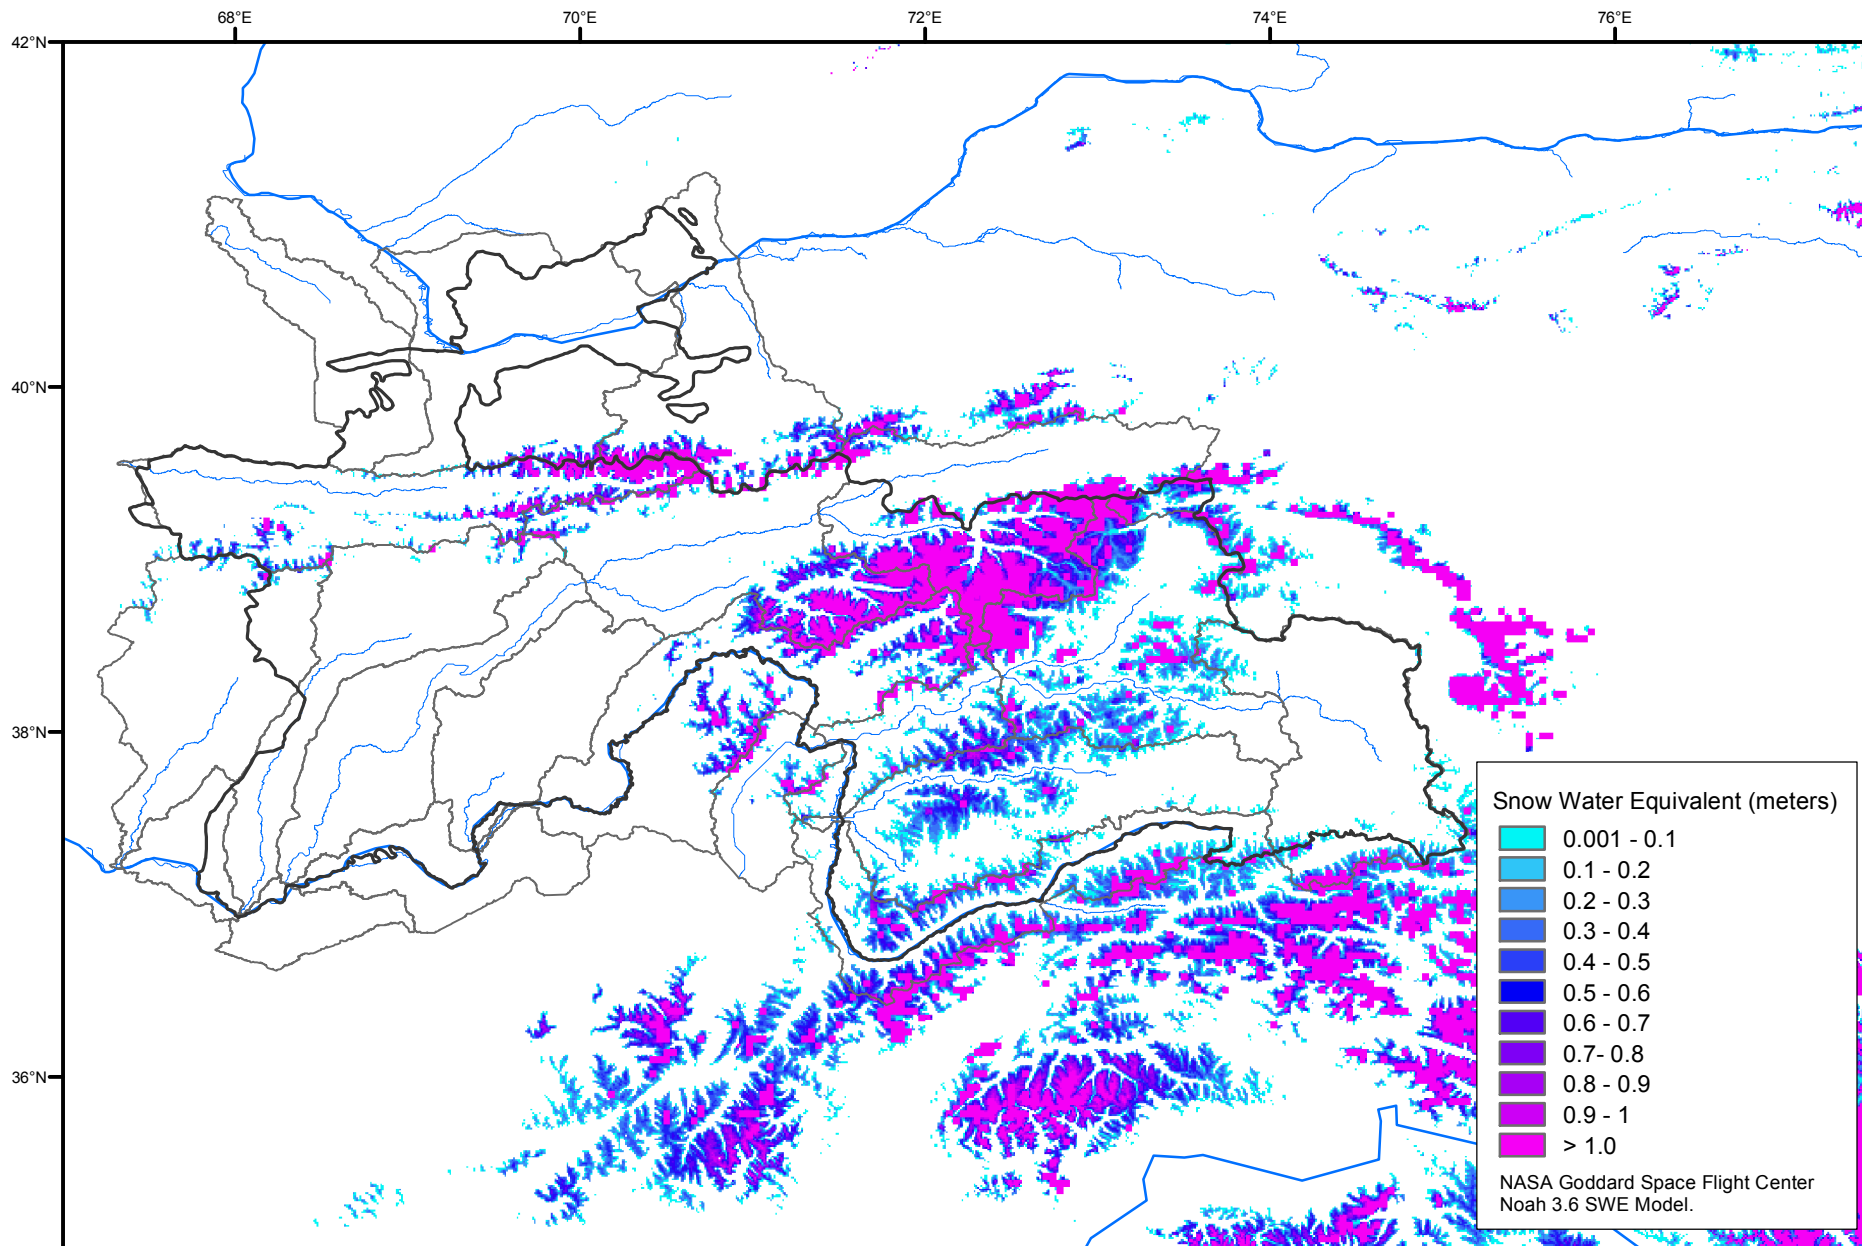 68°E
70°E
72°E
74°E
76°E
42°N
40°N
38°N
36°N
Snow Water Equivalent (meters)
0.001 - 0.1
0.1 - 0.2
0.2 - 0.3
0.3 - 0.4
0.4 - 0.5
0.5 - 0.6
0.6 - 0.7
0.7- 0.8
0.8 - 0.9
0.9 - 1
> 1.0
NASA Goddard Space Flight Center
Noah 3.6 SWE Model.